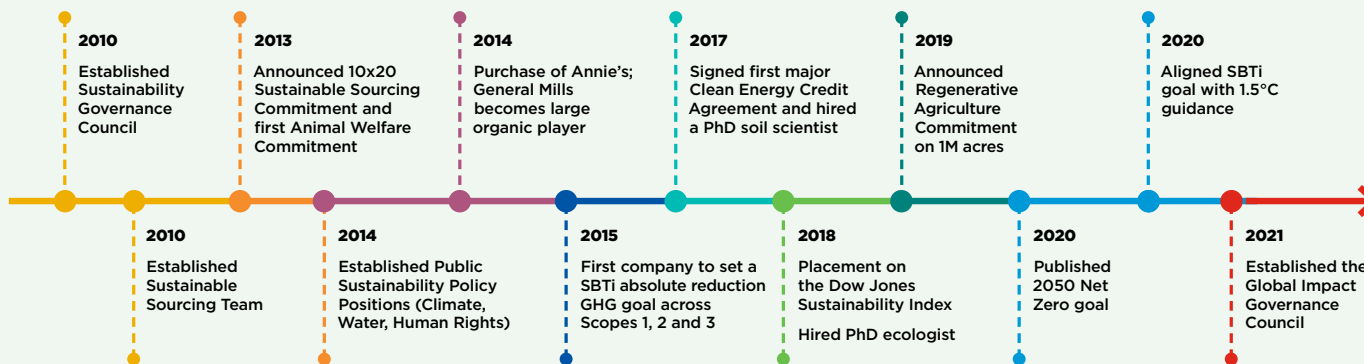 2010
Established
Sustainability
Governance
Council
2013
Announced 10x20
Sustainable Sourcing
Commitment and
first Animal Welfare
Commitment
2014
Purchase of Annie's;
General Mills
becomes large
organic player
2017
Signed first major
Clean Energy Credit
Agreement and hired
a PhD soil scientist
2019
Announced
Regenerative
Agriculture
Commitment
on 1M acres
2020
Aligned SBTi
goal with 1.5°C
guidance
2010
Established
Sustainable
Sourcing Team
2014
Established Public
Sustainability Policy
Positions (Climate,
Water, Human Rights)
2015
First company to set a
SBTi absolute reduction
GHG goal across
Scopes 1, 2 and 3
2018
Placement on
the Dow Jones
Sustainability Index
Hired PhD ecologist
2020
Published
2050 Net
Zero goal
2021
Established the
Global Impact
Governance
Council